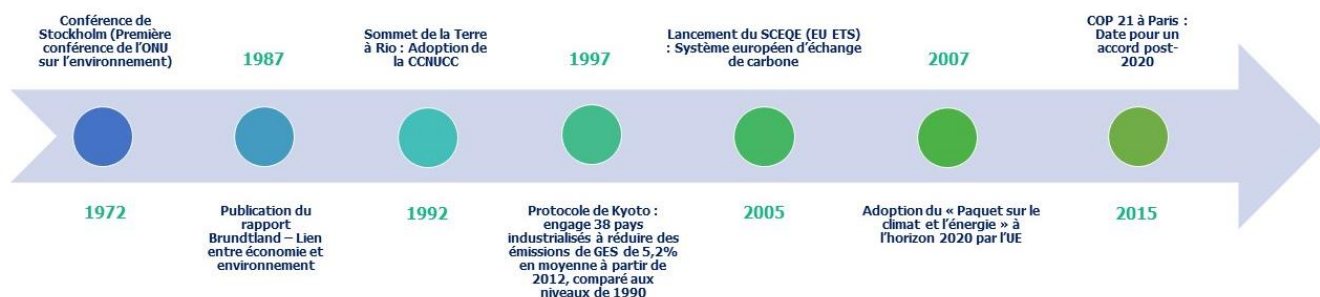 Conférence de
Stockholm (Première
conférence de l’ONU
sur l’environnement)
1972
1987
Publication du
rapport
Brundtland – Lien
entre économie et
environnement
Sommet de la Terre
à Rio : Adoption de
la CCNUCC
1992
1997
Protocole de Kyoto :
engage 38 pays
industrialisés à réduire des
émissions de GES de 5,2%
en moyenne à partir de
2012, comparé aux
niveaux de 1990
Lancement du SCEQE (EU ETS)
: Système européen d’échange
de carbone
2005
2007
Adoption du « Paquet sur le
climat et l’énergie » à
l’horizon 2020 par l’UE
COP 21 à Paris :
Date pour un
accord post-
2020
2015